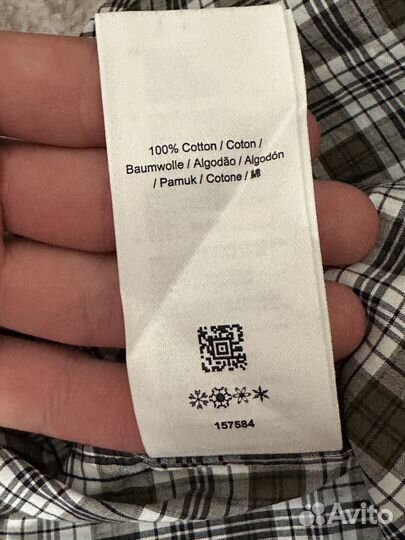 100% Cotton / Coton /
Baumwolle / Algodão / Algodón
/ Pamuk / Cotone / 綿
157584
Avito